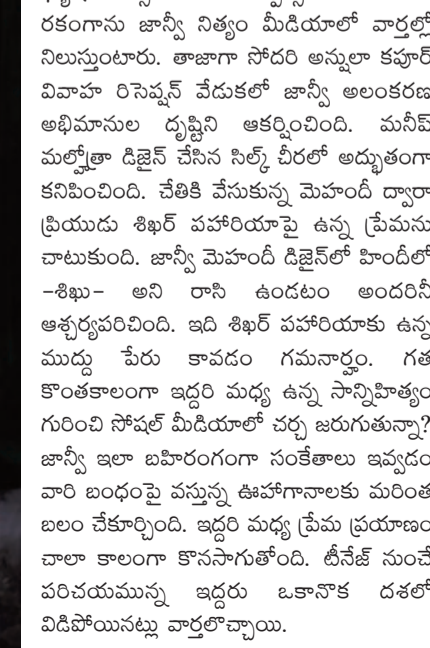 రకంగాను జాన్వీ నిత్యం మీడియాలో వార్తల్లో
నిలుస్తుంటారు. తాజాగా సోదరి అన్షులా కపూర్
వివాహ రిసెప్షన్ వేడుకలో జాన్వీ అలంకరణ
అభిమానుల దృష్టిని ఆకర్షించింది. మనీష్
మల్హోత్రా డిజైన్ చేసిన సిల్క్ చీరలో అద్భుతంగా
కనిపించింది. చేతికి వేసుకున్న మెహందీ ద్వారా
ప్రియుడు శిఖర్ పహారియాపై ఉన్న ప్రేమను
చాటుకుంది. జాన్వీ మెహందీ డిజైన్‌లో హిందీలో
-శిఖు- అని రాసి ఉండటం అందరినీ
ఆశ్చర్యపరిచింది. ఇది శిఖర్ పహారియాకు ఉన్న
ముద్దు పేరు కావడం గమనార్హం. గత
కొంతకాలంగా ఇద్దరి మధ్య ఉన్న సాన్నిహిత్యం
గురించి సోషల్ మీడియాలో చర్చ జరుగుతున్నా?
జాన్వీ ఇలా బహిరంగంగా సంకేతాలు ఇవ్వడం
వారి బంధంపై వస్తున్న ఊహాగానాలకు మరింత
బలం చేకూర్చింది. ఇద్దరి మధ్య ప్రేమ ప్రయాణం
చాలా కాలంగా కొనసాగుతోంది. టీనేజ్ నుంచే
పరిచయమున్న ఇద్దరు ఒకానొక దశలో
విడిపోయినట్లు వార్తలొచ్చాయి.